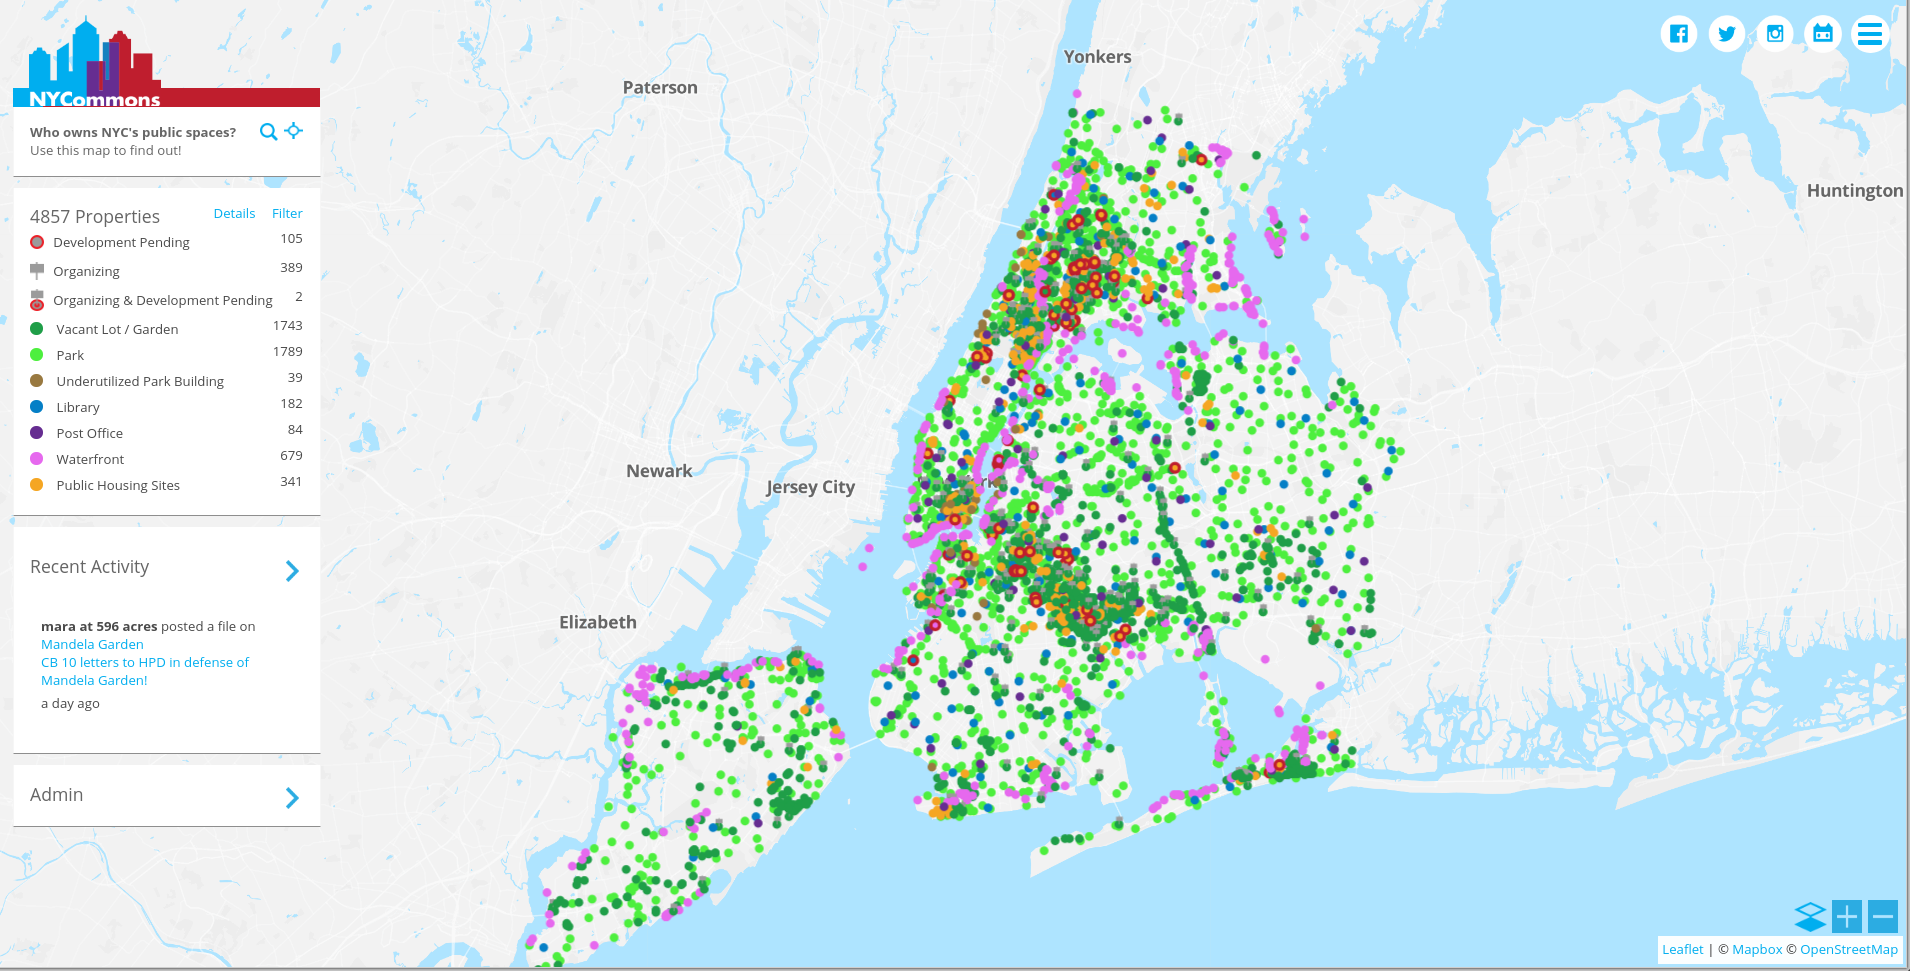 NYCommons
Who owns NYC's public spaces?
Use this map to find out!
4857 Properties
Details
Filter
Development Pending 105
Organizing 389
Organizing & Development Pending 2
Vacant Lot / Garden 1743
Park 1789
Underutilized Park Building 39
Library 182
Post Office 84
Waterfront 679
Public Housing Sites 341
Recent Activity
mara at 596 acres posted a file on
Mandela Garden
CB 10 letters to HPD in defense of
Mandela Garden!
a day ago
Admin
Yonkers
Paterson
Huntington
Newark
Jersey City
Elizabeth
Leaflet | © Mapbox © OpenStreetMap